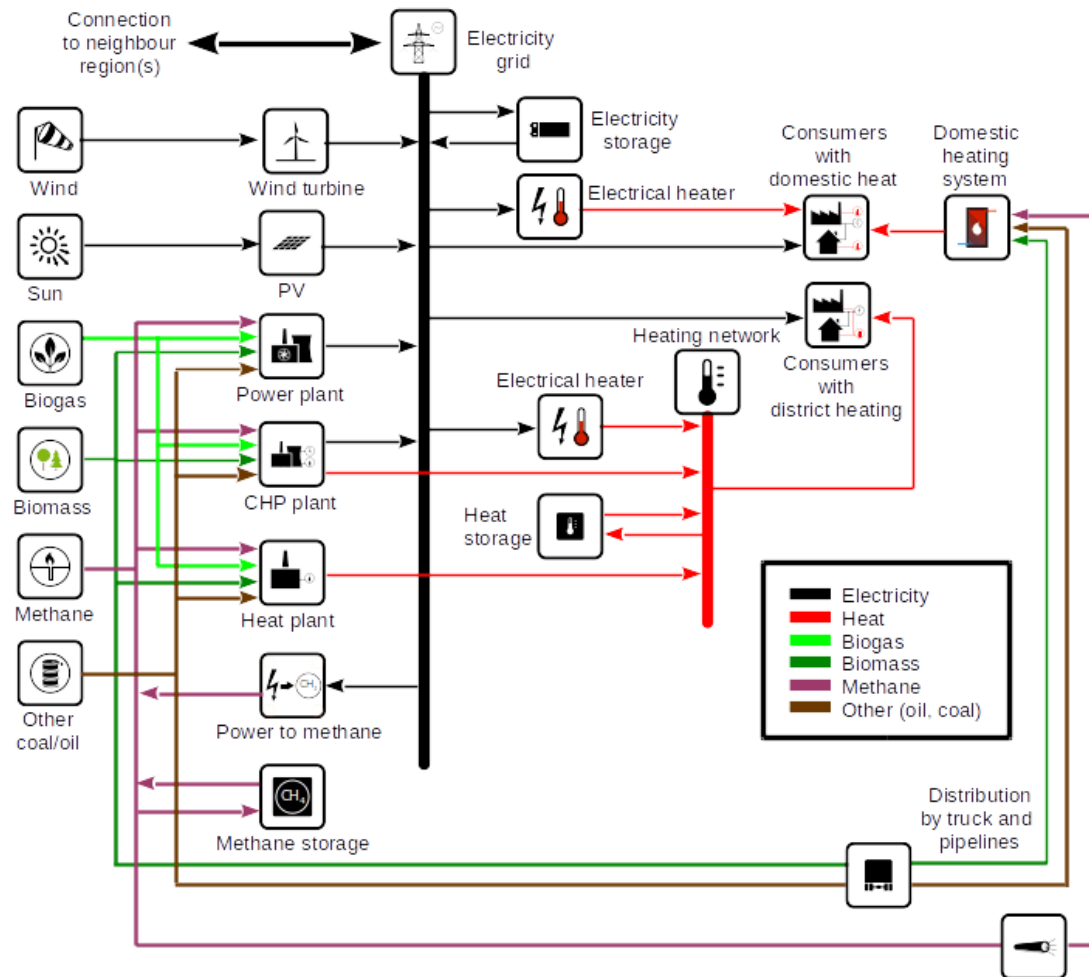 Connection
to neighbour
region(s)
Electricity
grid
Electricity
storage
Consumers
with
domestic heat
Domestic
heating
system
Wind
Wind turbine
Electrical heater
Sun
PV
Heating network
Consumers
with
district heating
Biogas
Power plant
Electrical heater
Biomass
CHP plant
Heat
storage
Methane
Heat plant
Electricity
Heat
Biogas
Biomass
Methane
Other (oil, coal)
Other
coal/oil
CH₄
Power to methane
CH₄
Methane storage
Distribution
by truck and
pipelines